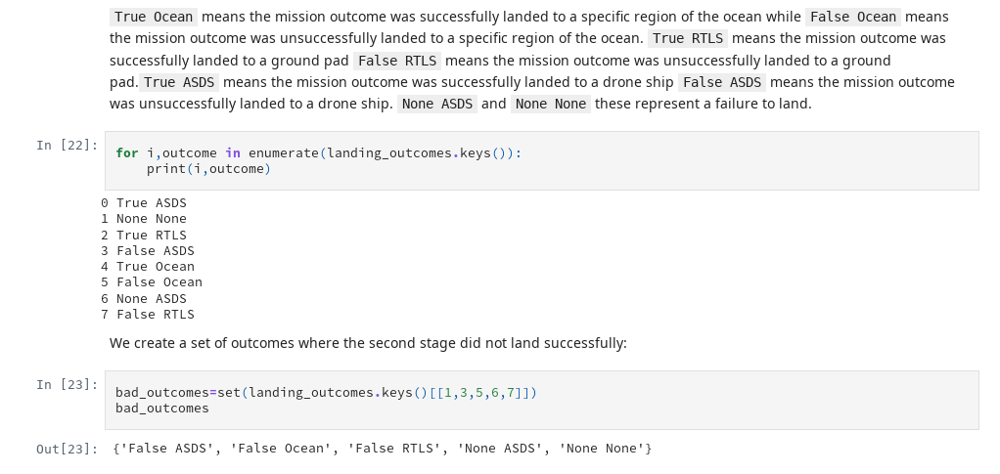 True Ocean means the mission outcome was successfully landed to a specific region of the ocean while False Ocean means
the mission outcome was unsuccessfully landed to a specific region of the ocean. True RTLS means the mission outcome was
successfully landed to a ground pad False RTLS means the mission outcome was unsuccessfully landed to a ground
pad. True ASDS means the mission outcome was successfully landed to a drone ship False ASDS means the mission outcome
was unsuccessfully landed to a drone ship. None ASDS and None None these represent a failure to land.
In [22]: for i,outcome in enumerate(landing_outcomes.keys()):
    print(i,outcome)
0 True ASDS
1 None None
2 True RTLS
3 False ASDS
4 True Ocean
5 False Ocean
6 None ASDS
7 False RTLS
We create a set of outcomes where the second stage did not land successfully:
In [23]: bad_outcomes=set(landing_outcomes.keys()[[1,3,5,6,7]])
bad_outcomes
Out[23]: {'False ASDS', 'False Ocean', 'False RTLS', 'None ASDS', 'None None'}